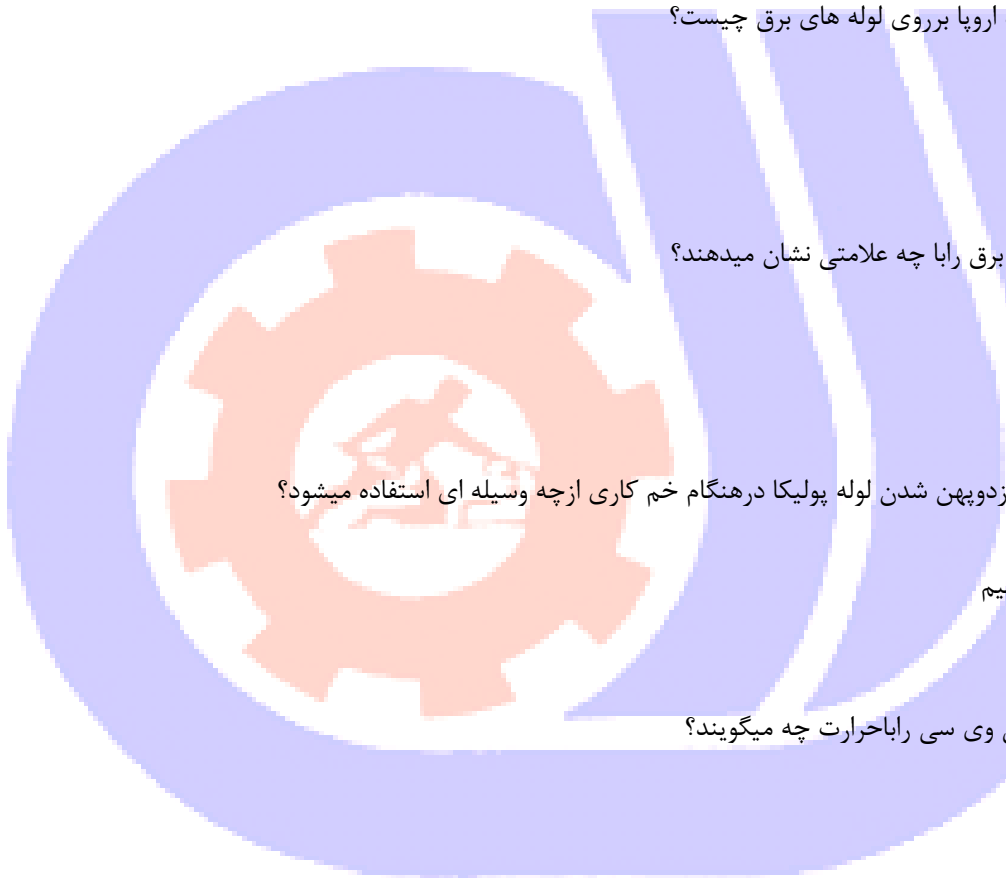 اروپا برروی لوله های برق چیست؟
برق رابا چه علامتی نشان میدهند؟
زدوپهن شدن لوله پولیکا درهنگام خم کاری ازچه وسیله ای استفاده میشود؟
یم
وی سی راباحرارت چه میگویند؟